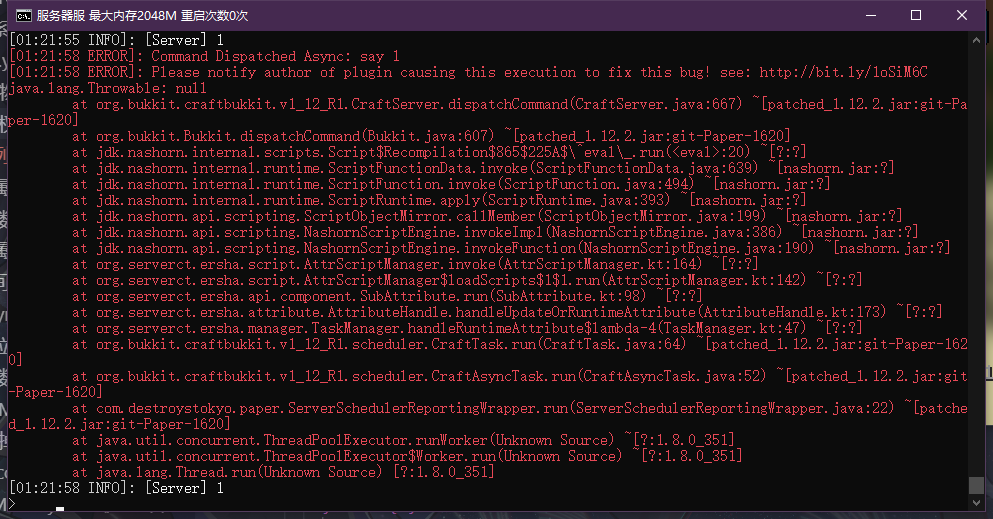 服务器服 最大内存2048M 重启次数0次
[01:21:55 INFO]: [Server] 1
[01:21:58 ERROR]: Command Dispatched Async: say 1
[01:21:58 ERROR]: Please notify author of plugin causing this execution to fix this bug! see: http://bit.ly/1oSiM6C
java.lang.Throwable: null
at org.bukkit.craftbukkit.v1_12_R1.CraftServer.dispatchCommand(CraftServer.java:667) ~[patched_1.12.2.jar:git-Pa
per-1620]
at org.bukkit.Bukkit.dispatchCommand(Bukkit.java:607) ~[patched_1.12.2.jar:git-Paper-1620]
at jdk.nashorn.internal.scripts.Script$Recompilation$865$225A$\^eval\_.run(<eval>:20) ~[?:?]
at jdk.nashorn.internal.runtime.ScriptFunctionData.invoke(ScriptFunctionData.java:639) ~[nashorn.jar:?]
at jdk.nashorn.internal.runtime.ScriptFunction.invoke(ScriptFunction.java:494) ~[nashorn.jar:?]
at jdk.nashorn.internal.runtime.ScriptRuntime.apply(ScriptRuntime.java:393) ~[nashorn.jar:?]
at jdk.nashorn.api.scripting.ScriptObjectMirror.callMember(ScriptObjectMirror.java:199) ~[nashorn.jar:?]
at jdk.nashorn.api.scripting.NashornScriptEngine.invokeImpl(NashornScriptEngine.java:386) ~[nashorn.jar:?]
at jdk.nashorn.api.scripting.NashornScriptEngine.invokeFunction(NashornScriptEngine.java:190) ~[nashorn.jar:?]
at org.serverct.ersha.script.AttrScriptManager.invoke(AttrScriptManager.kt:164) ~[?:?]
at org.serverct.ersha.script.AttrScriptManager$loadScripts$1$1.run(AttrScriptManager.kt:142) ~[?:?]
at org.serverct.ersha.api.component.SubAttribute.run(SubAttribute.kt:98) ~[?:?]
at org.serverct.ersha.attribute.AttributeHandle.handleUpdateOrRuntimeAttribute(AttributeHandle.kt:173) ~[?:?]
at org.serverct.ersha.manager.TaskManager.handleRuntimeAttribute$lambda-4(TaskManager.kt:47) ~[?:?]
at org.bukkit.craftbukkit.v1_12_R1.scheduler.CraftTask.run(CraftTask.java:64) ~[patched_1.12.2.jar:git-Paper-162
0]
at org.bukkit.craftbukkit.v1_12_R1.scheduler.CraftAsyncTask.run(CraftAsyncTask.java:52) ~[patched_1.12.2.jar:git
-Paper-1620]
at com.destroystokyo.paper.ServerSchedulerReportingWrapper.run(ServerSchedulerReportingWrapper.java:22) ~[patche
d_1.12.2.jar:git-Paper-1620]
at java.util.concurrent.ThreadPoolExecutor.runWorker(Unknown Source) ~[?:1.8.0_351]
at java.util.concurrent.ThreadPoolExecutor$Worker.run(Unknown Source) ~[?:1.8.0_351]
at java.lang.Thread.run(Unknown Source) [?:1.8.0_351]
[01:21:58 INFO]: [Server] 1
>